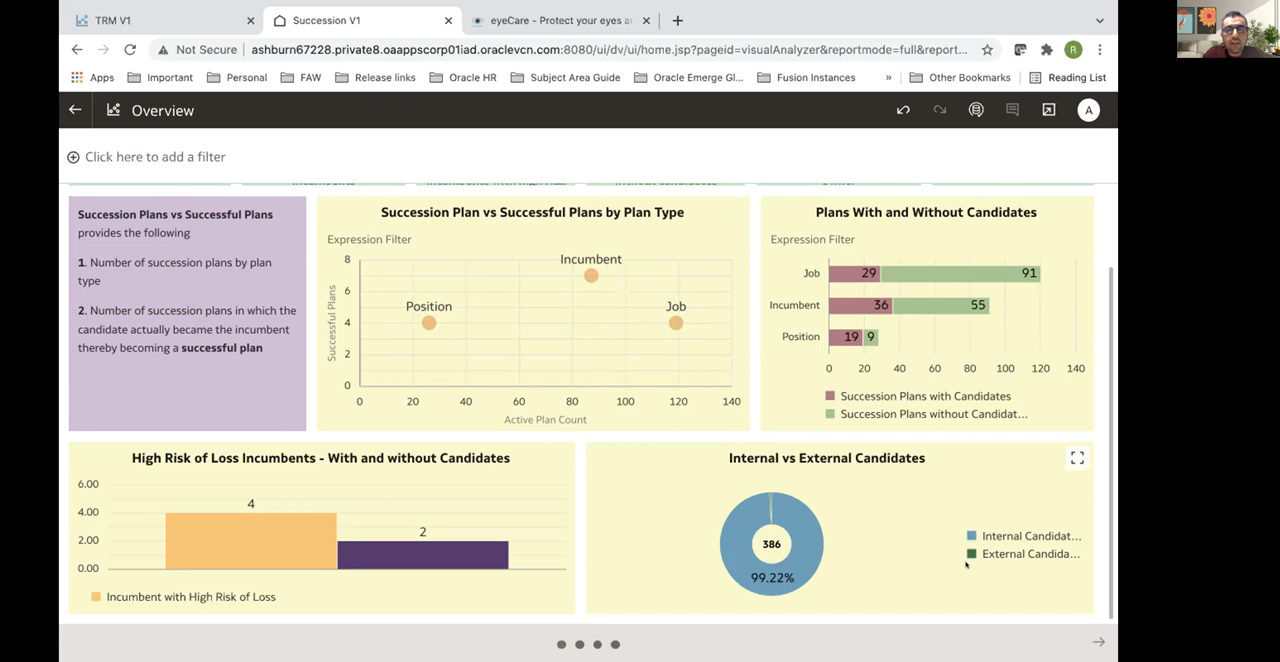 TRM V1
Succession V1
eyeCare - Protect your eyes ar
Not Secure
ashburn67228.private8.oaappscorp01iad.oraclevcn.com:8080/ui/dv/ui/home.jsp?pageid=visualAnalyzer&reportmode=full&report...
R
Apps
Important
Personal
FAW
Release links
Oracle HR
Subject Area Guide
Oracle Emerge Gl...
Fusion Instances
»
Other Bookmarks
Reading List
Overview
A
Click here to add a filter
Succession Plans vs Successful Plans
provides the following
1. Number of succession plans by plan
type
2. Number of succession plans in which the
candidate actually became the incumbent
thereby becoming a successful plan
Succession Plan vs Successful Plans by Plan Type
Expression Filter
Successful Plans
8
6
4
2
0
Incumbent
Position
Job
0 20 40 60 80 100 120 140
Active Plan Count
Plans With and Without Candidates
Expression Filter
Job 29 91
Incumbent 36 55
Position 19 9
0 20 40 60 80 100 120 140
Succession Plans with Candidates
Succession Plans without Candidat...
High Risk of Loss Incumbents - With and without Candidates
6.00
4.00
2.00
0.00
4
2
Incumbent with High Risk of Loss
Internal vs External Candidates
386
99.22%
Internal Candidat...
External Candida...